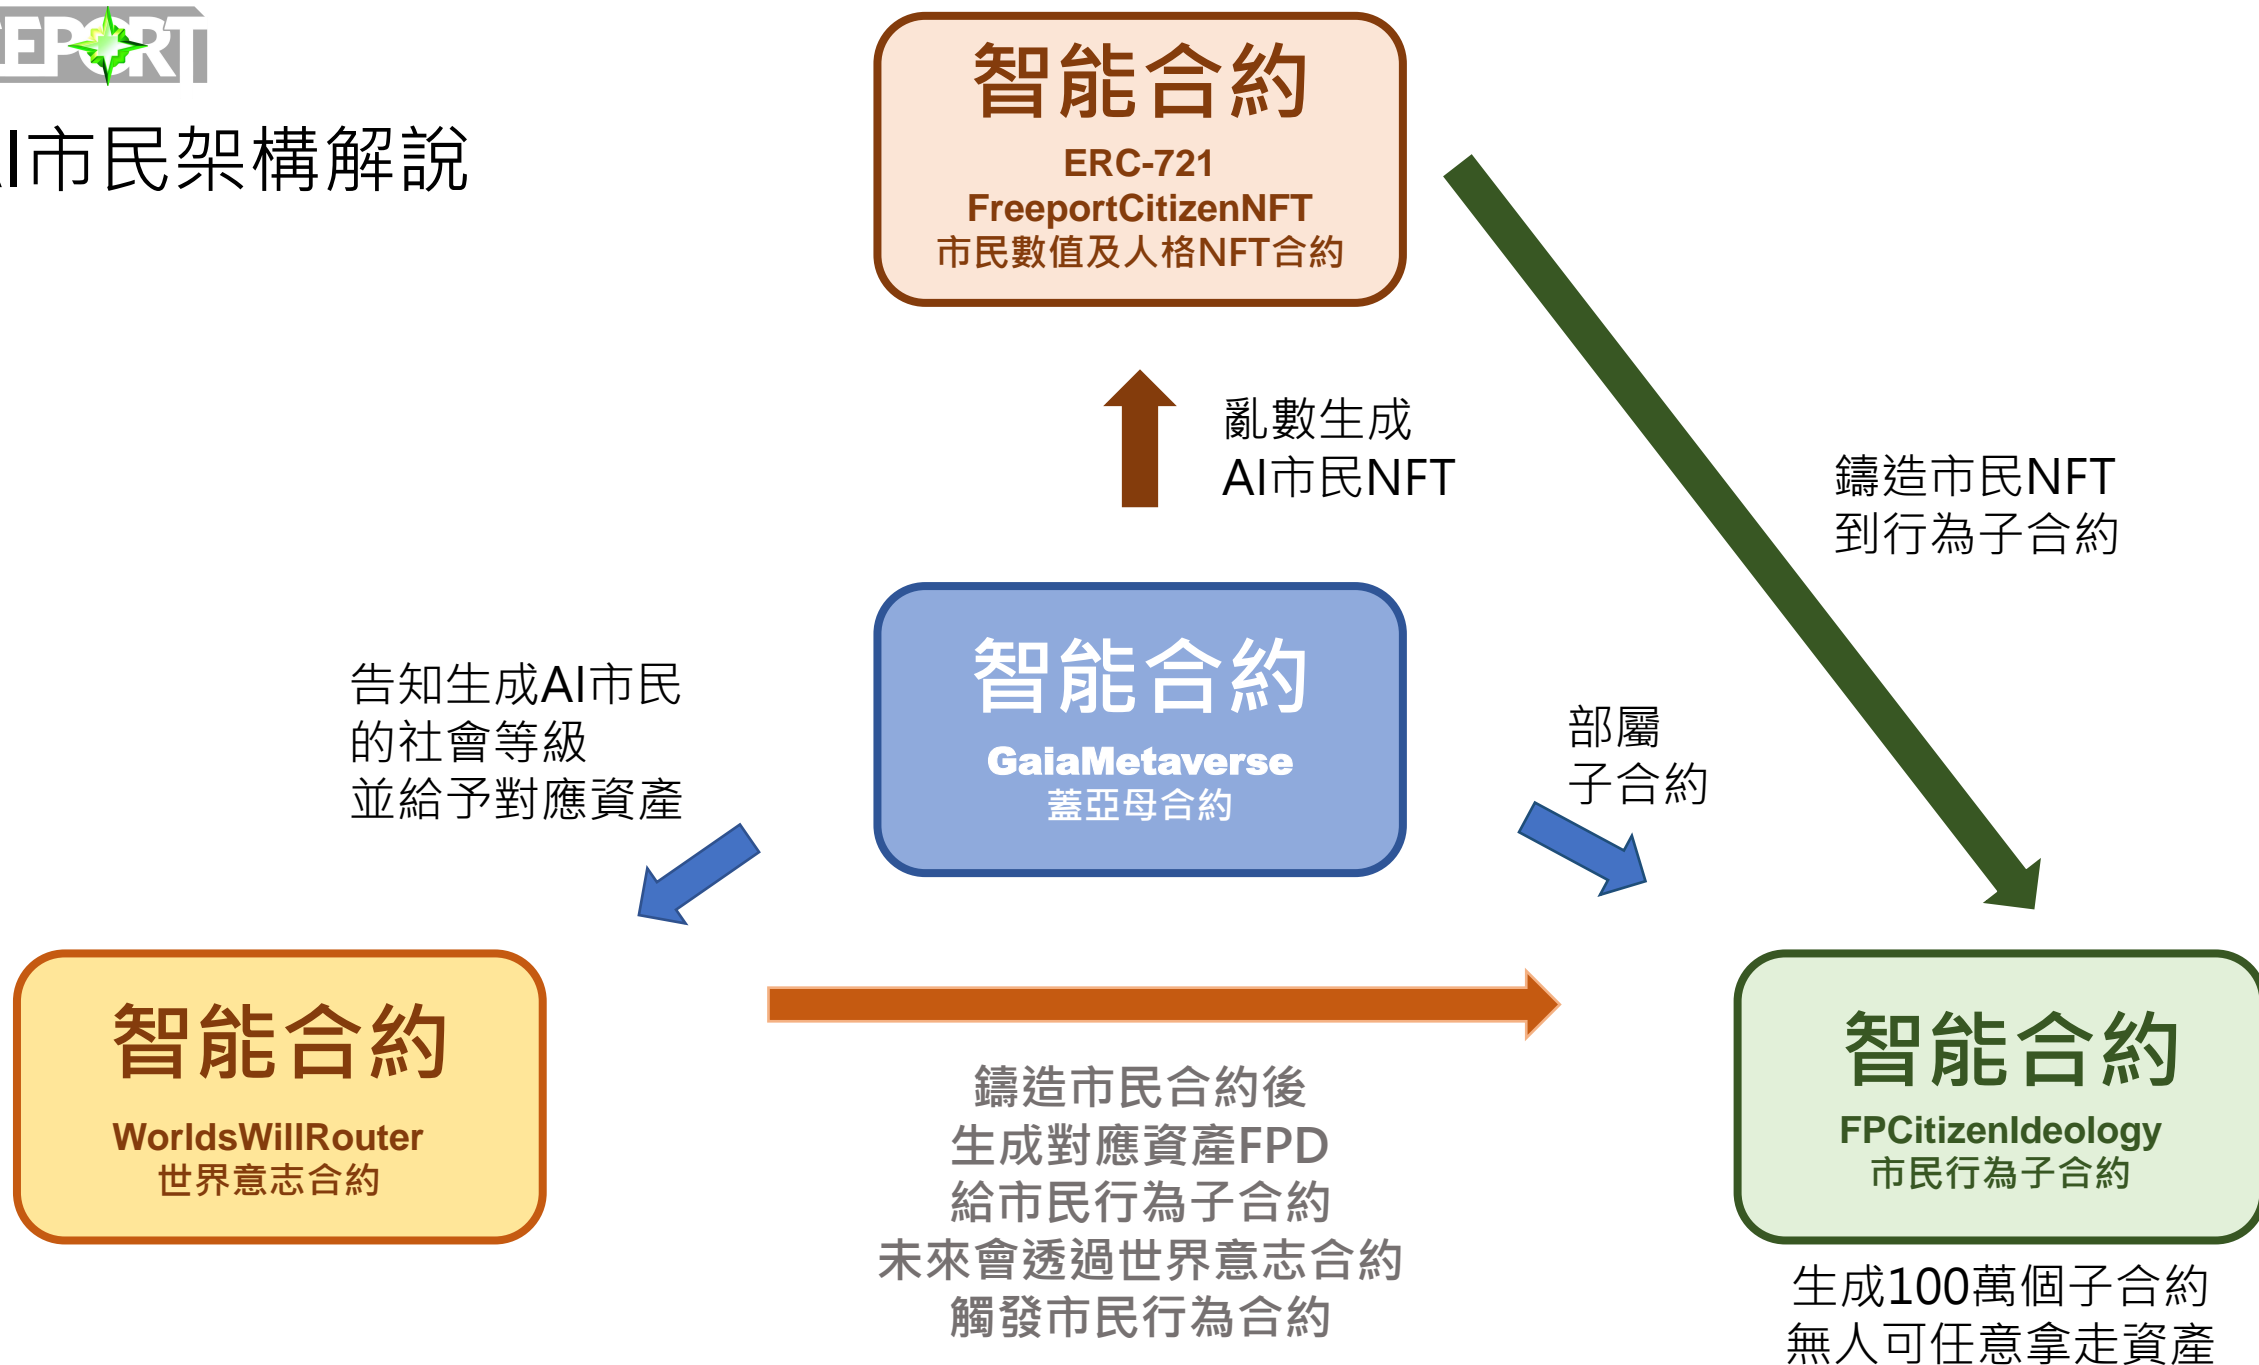 EEPORT
AI市民架構解說
智能合約
ERC-721
FreeportCitizenNFT
市民數值及人格NFT合約
亂數生成
AI市民NFT
鑄造市民NFT
到行為子合約
告知生成AI市民
的社會等級
並給予對應資產
智能合約
GaiaMetaverse
蓋亞母合約
部屬
子合約
智能合約
WorldsWillRouter
世界意志合約
鑄造市民合約後
生成對應資產FPD
給市民行為子合約
未來會透過世界意志合約
觸發市民行為合約
智能合約
FPCitizenIdeology
市民行為子合約
生成100萬個子合約
無人可任意拿走資產